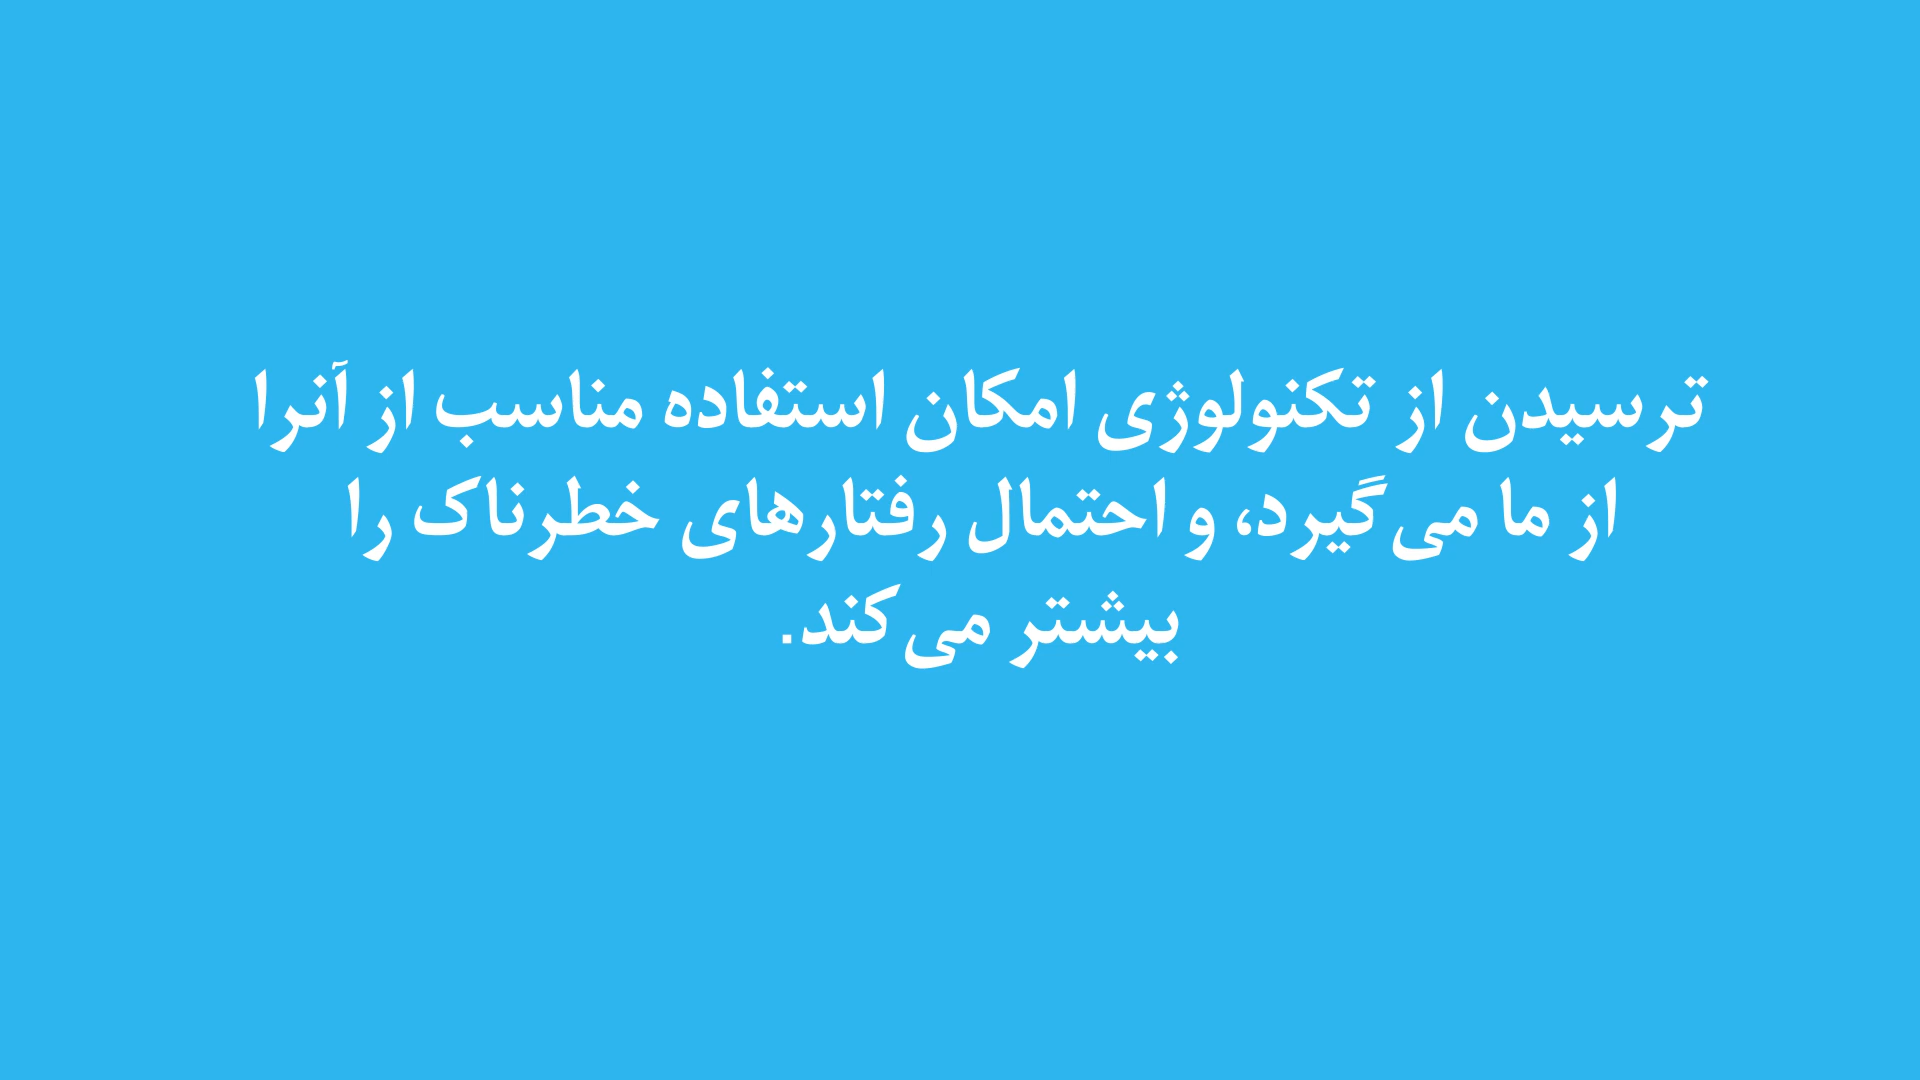 ترسیدن از تکنولوژی امکان استفاده مناسب از آنرا
از ما می‌گیرد، و احتمال رفتارهای خطرناک را
بیشتر می‌کند.